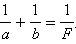 1/a + 1/b = 1/F.